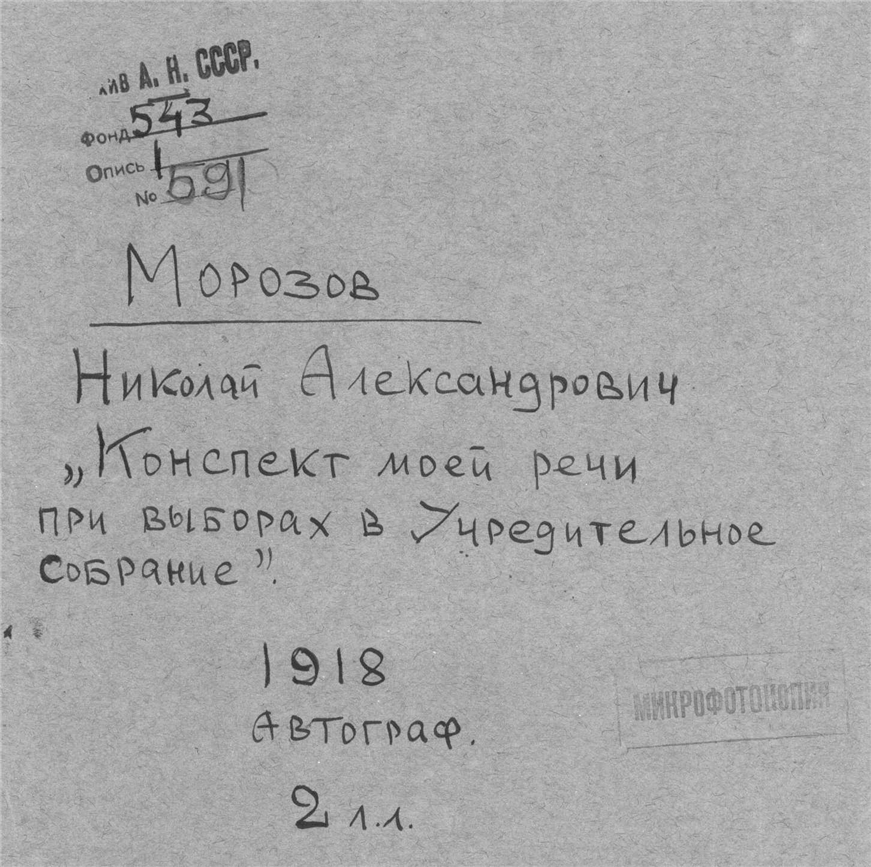 А. Н. СССР.
Фонд 543
Опись 1
No 591
Морозов
Николай Александрович
„Конспект моей речи
при выборах в Учредительное
собрание".
1918
Автограф.
2 л.л.
МИКРОФОТОКОПИЯ